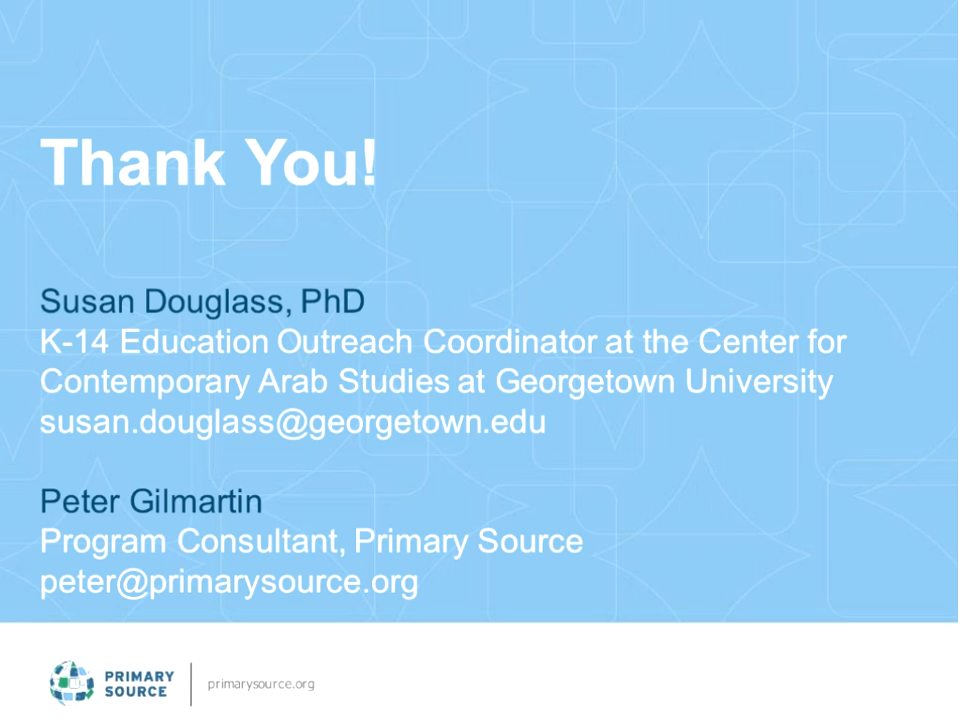 Thank You!
Susan Douglass, PhD
K-14 Education Outreach Coordinator at the Center for
Contemporary Arab Studies at Georgetown University
susan.douglass@georgetown.edu
Peter Gilmartin
Program Consultant, Primary Source
peter@primarysource.org
PRIMARY
SOURCE
primarysource.org